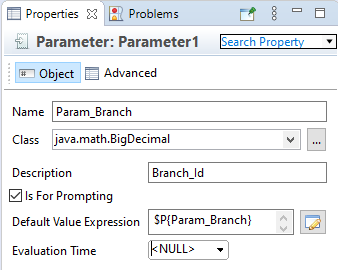 Properties Problems
Parameter: Parameter1 Search Property
Object Advanced
Name Param_Branch
Class java.math.BigDecimal ...
Description Branch_Id
Is For Prompting
Default Value Expression $P{Param_Branch}
Evaluation Time <NULL>